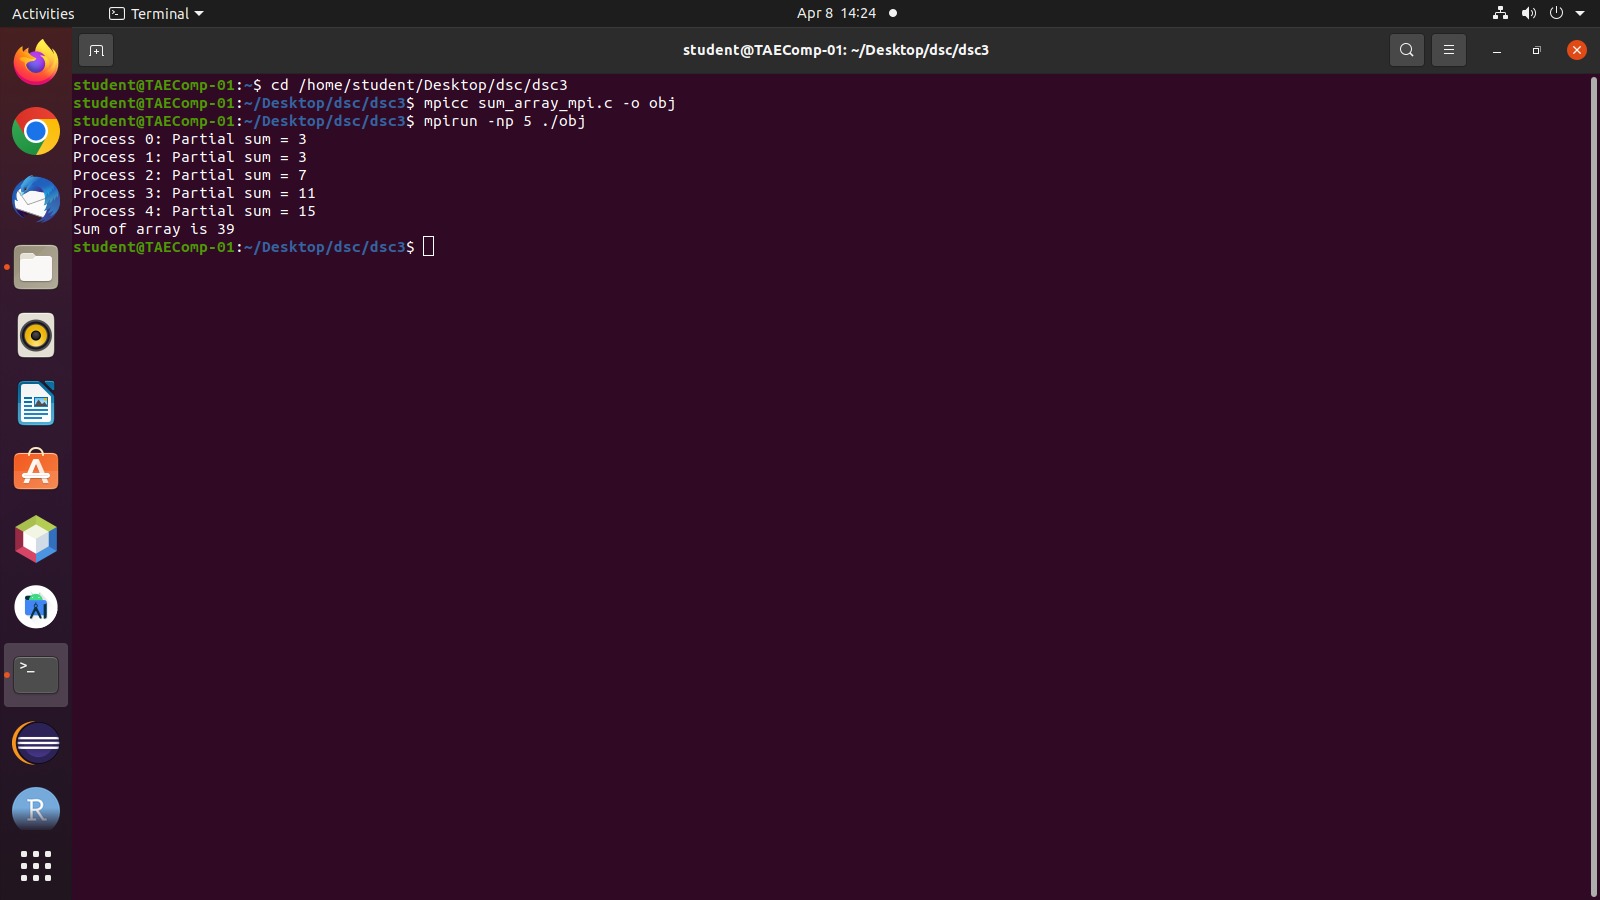 Activities
Terminal
Apr 8 14:24
student@TAEComp-01: ~/Desktop/dsc/dsc3
student@TAEComp-01:~$ cd /home/student/Desktop/dsc/dsc3
student@TAEComp-01:~/Desktop/dsc/dsc3$ mpicc sum_array_mpi.c -o obj
student@TAEComp-01:~/Desktop/dsc/dsc3$ mpirun -np 5 ./obj
Process 0: Partial sum = 3
Process 1: Partial sum = 3
Process 2: Partial sum = 7
Process 3: Partial sum = 11
Process 4: Partial sum = 15
Sum of array is 39
student@TAEComp-01:~/Desktop/dsc/dsc3$
>_
R